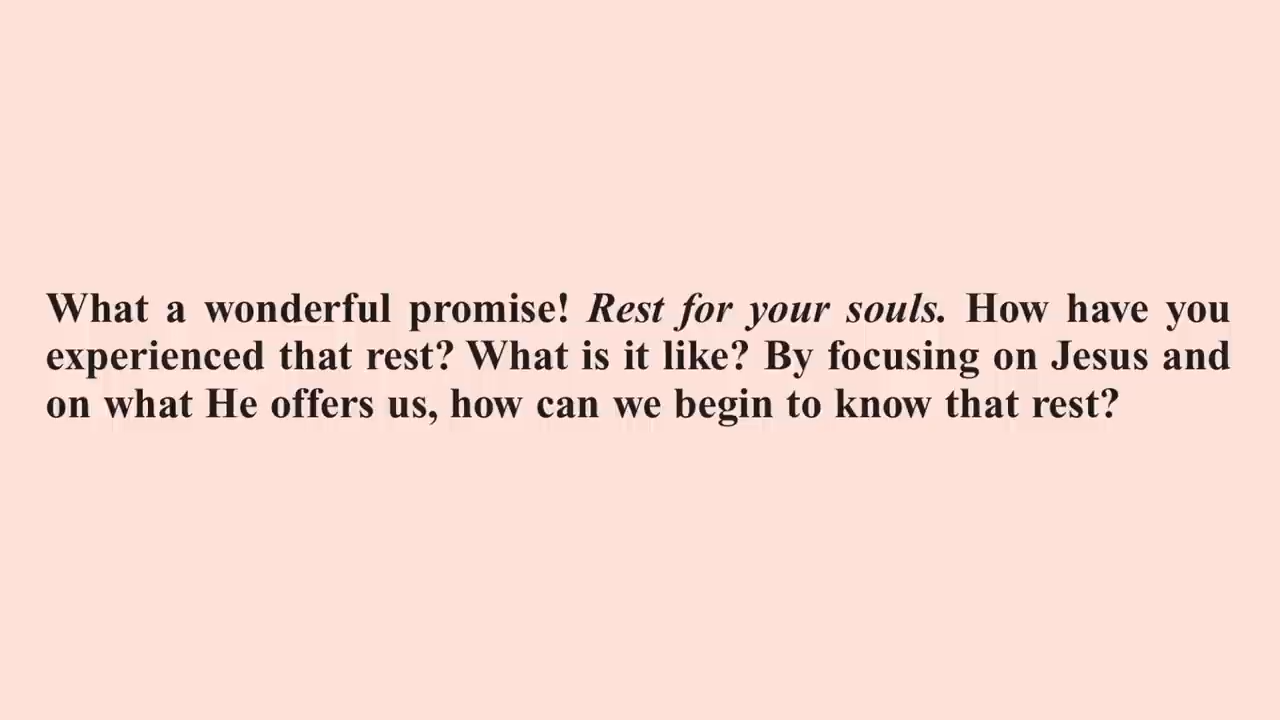 What a wonderful promise! Rest for your souls. How have you
experienced that rest? What is it like? By focusing on Jesus and
on what He offers us, how can we begin to know that rest?